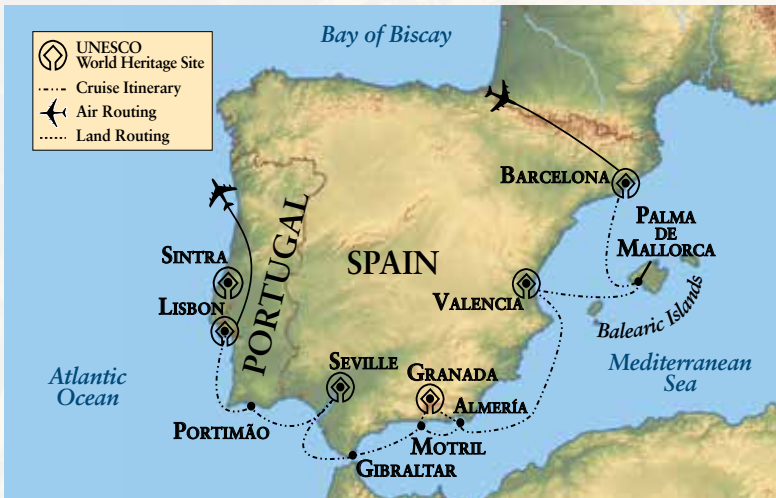 Bay of Biscay
UNESCO
World Heritage Site
Cruise Itinerary
Air Routing
Land Routing
BARCELONA
PALMA
DE
MALLORCA
SINTRA
LISBON
PORTUGAL
SPAIN
VALENCIA
Balearic Islands
Mediterranean
Sea
Atlantic
Ocean
SEVILLE
GRANADA
ALMERÍA
PORTIMÃO
MOTRIL
GIBRALTAR